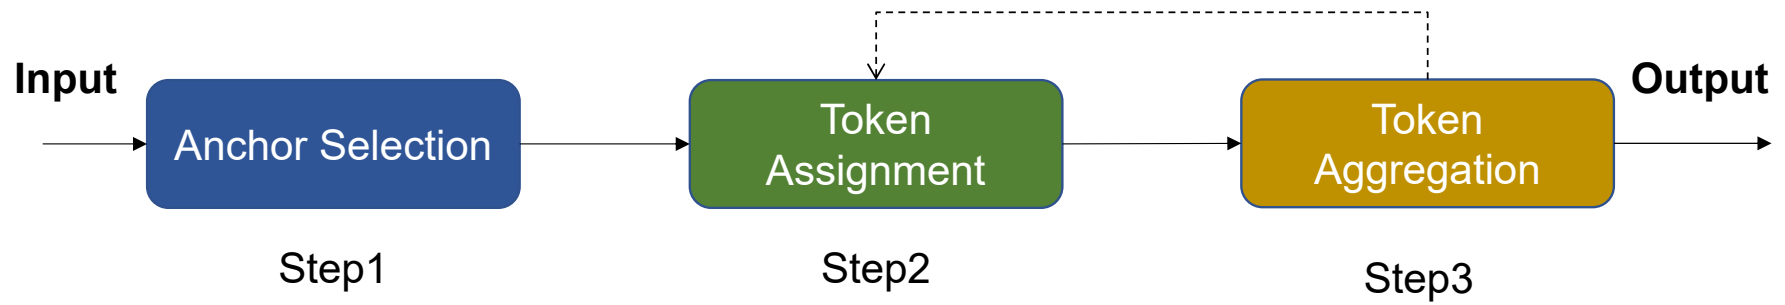 Input
Anchor Selection
Token
Assignment
Token
Aggregation
Output
Step1
Step2
Step3